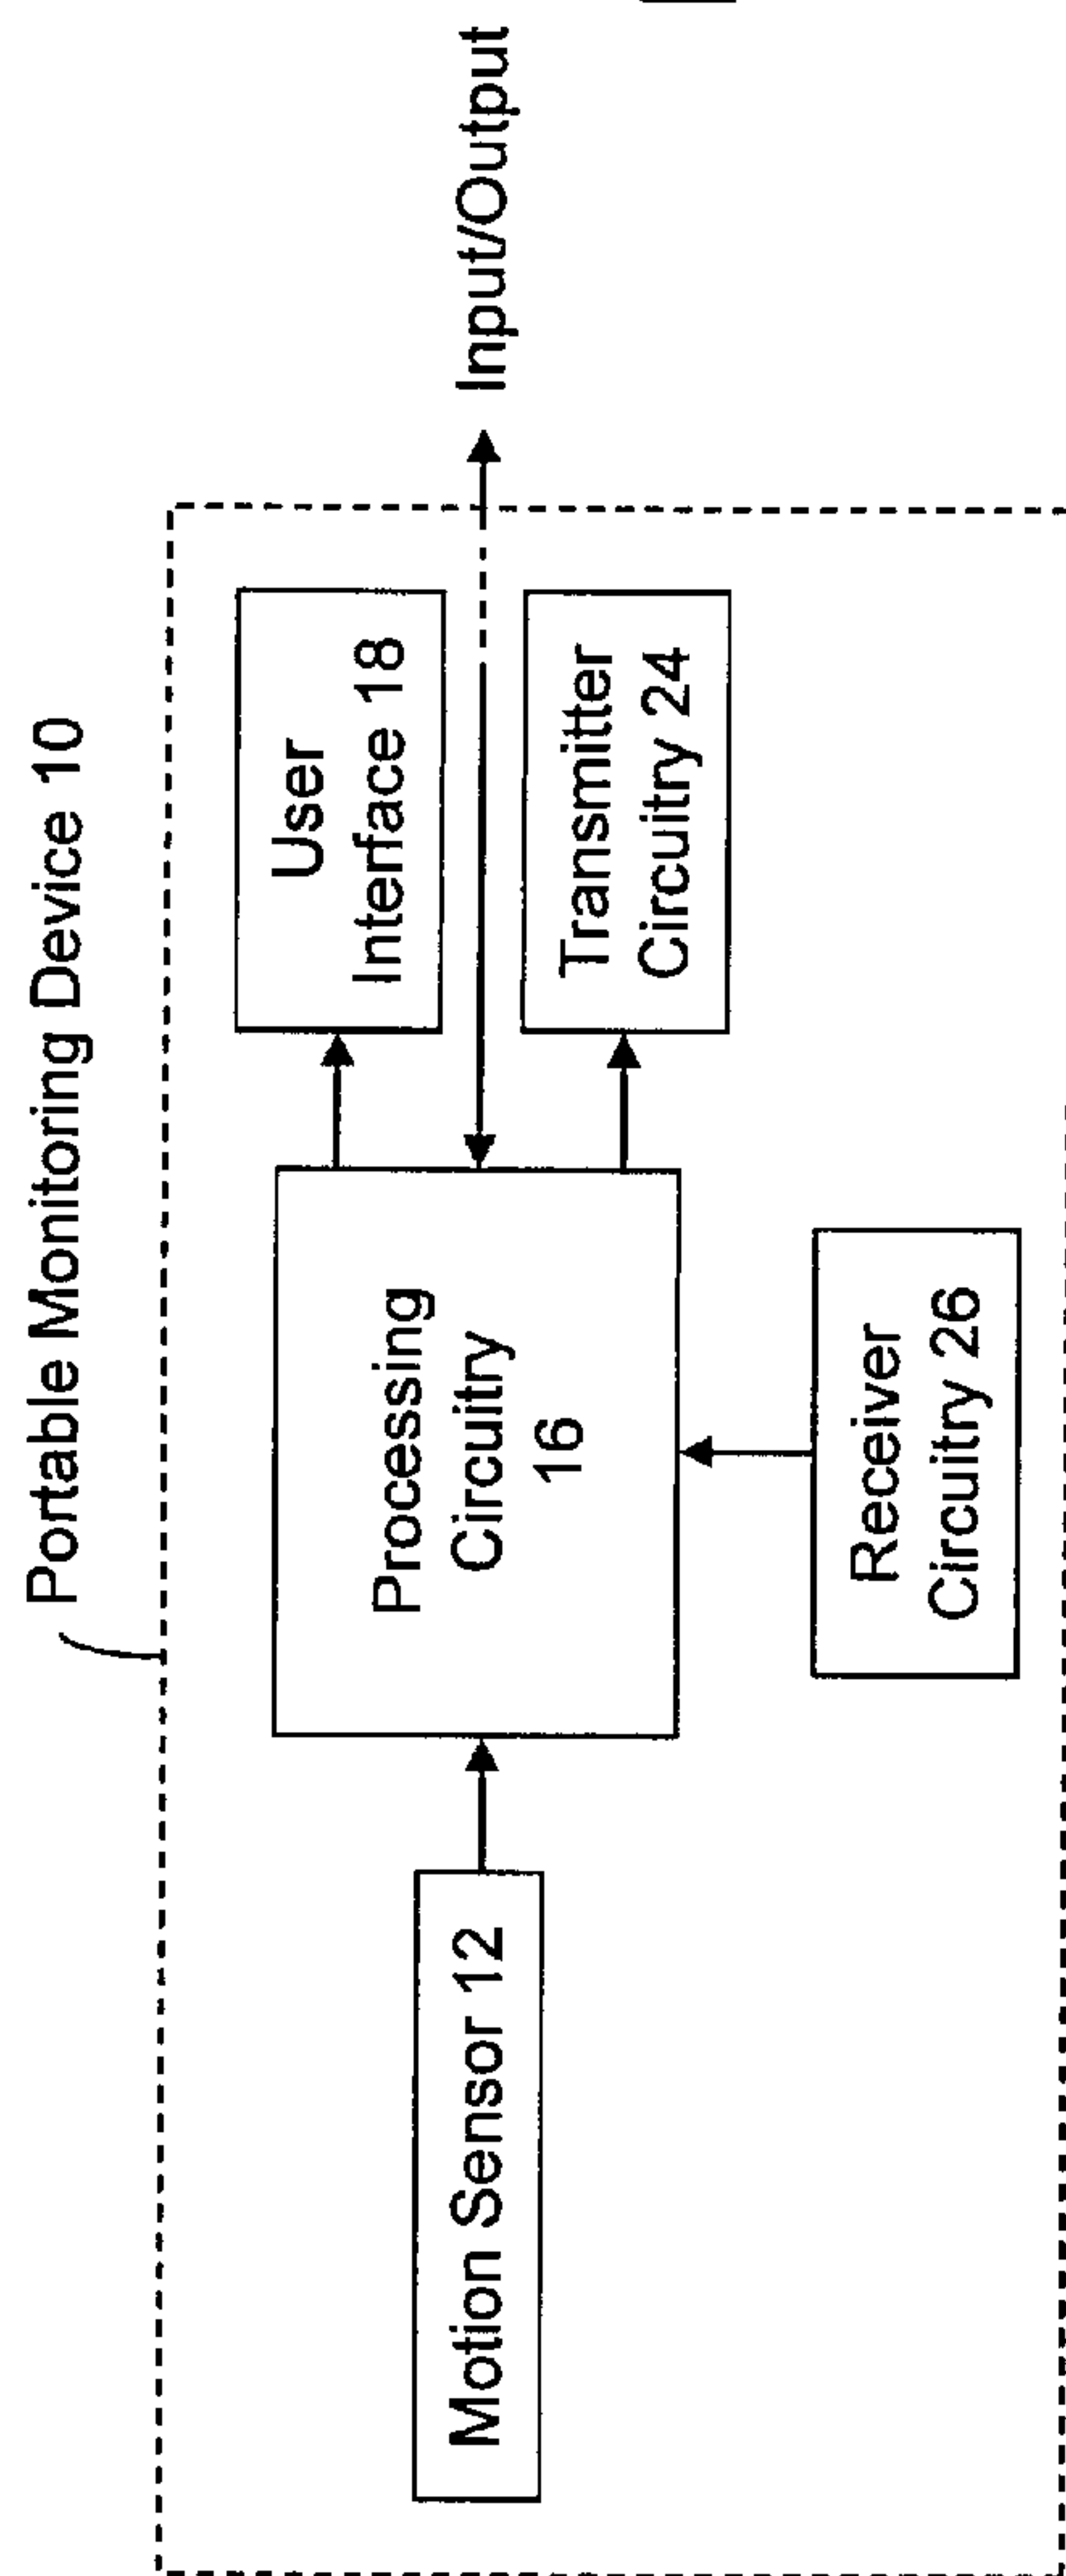 Portable Monitoring Device 10
Motion Sensor 12
Processing
Circuitry
16
User
Interface 18
Input/Output
Transmitter
Circuitry 24
Receiver
Circuitry 26